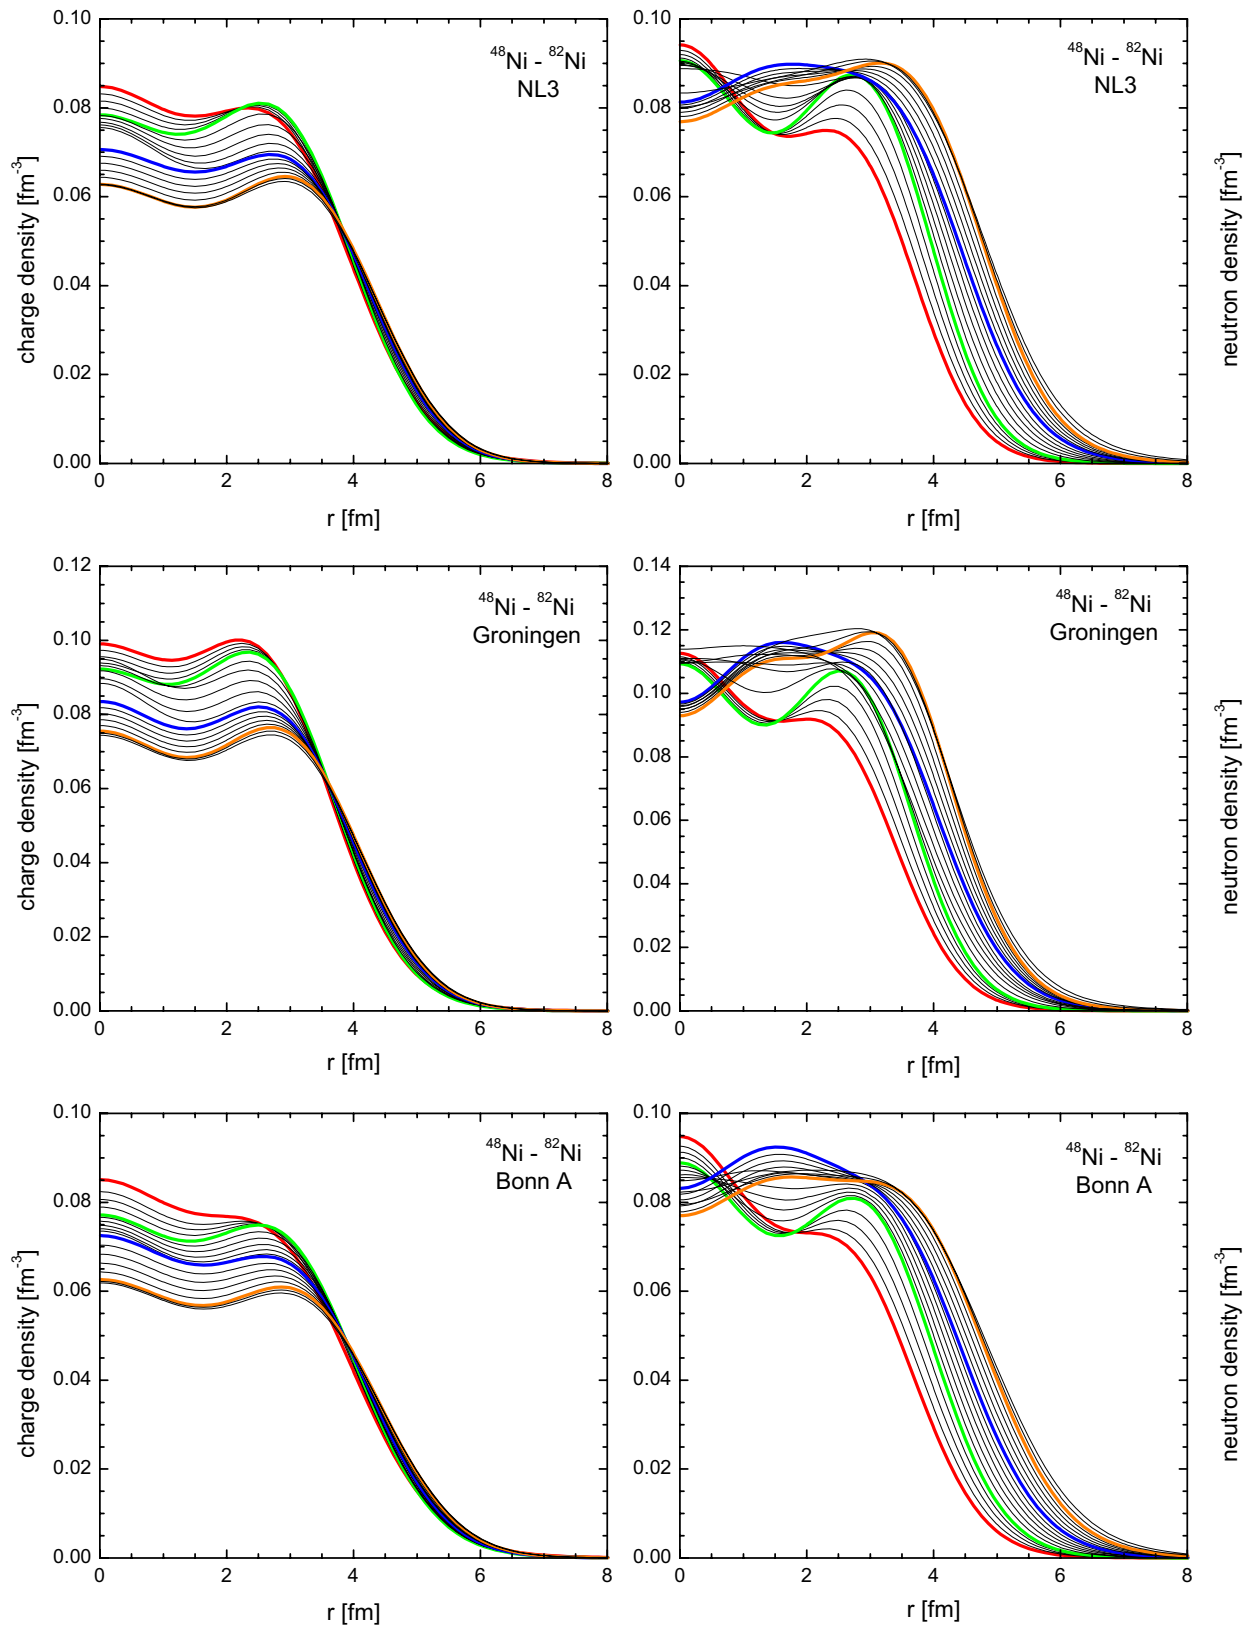 0.10
0.08
0.06
0.04
0.02
0.00
charge density [fm⁻³]
⁴⁸Ni - ⁸²Ni
NL3
0 2 4 6 8
r [fm]
0.10
0.08
0.06
0.04
0.02
0.00
⁴⁸Ni - ⁸²Ni
NL3
neutron density [fm⁻³]
0 2 4 6 8
r [fm]
0.12
0.10
0.08
0.06
0.04
0.02
0.00
charge density [fm⁻³]
⁴⁸Ni - ⁸²Ni
Groningen
0 2 4 6 8
r [fm]
0.14
0.12
0.10
0.08
0.06
0.04
0.02
0.00
⁴⁸Ni - ⁸²Ni
Groningen
neutron density [fm⁻³]
0 2 4 6 8
r [fm]
0.10
0.08
0.06
0.04
0.02
0.00
charge density [fm⁻³]
⁴⁸Ni - ⁸²Ni
Bonn A
0 2 4 6 8
r [fm]
0.10
0.08
0.06
0.04
0.02
0.00
⁴⁸Ni - ⁸²Ni
Bonn A
neutron density [fm⁻³]
0 2 4 6 8
r [fm]